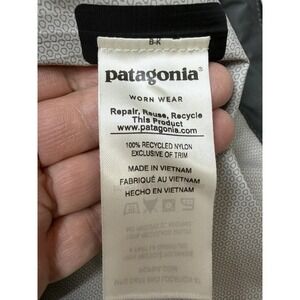 B-K
patagonia®
WORN WEAR
Repair, Reuse, Recycle
This Product
www.patagonia.com
100% RECYCLED NYLON
EXCLUSIVE OF TRIM
MADE IN VIETNAM
FABRIQUÉ AU VIETNAM
HECHO EN VIETNAM